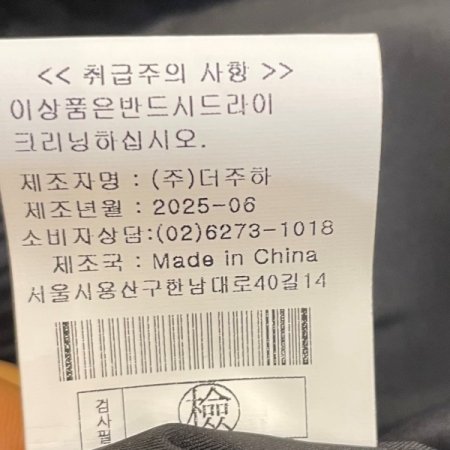 << 취급주의 사항 >>
이상품은반드시드라이
크리닝하십시오.
제조자명 : (주)더주하
제조년월 : 2025-06
소비자상담:(02)6273-1018
제조국 : Made in China
서울시용산구한남대로40길14
검사필
檢